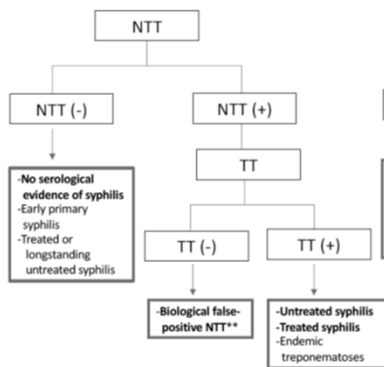 NTT
NTT (-)
NTT (+)
TT
-No serological
evidence of syphilis
-Early primary
syphilis
-Treated or
longstanding
untreated syphilis
TT (-)
TT (+)
-Biological false-
positive NTT**
-Untreated syphilis
-Treated syphilis
-Endemic
treponematoses